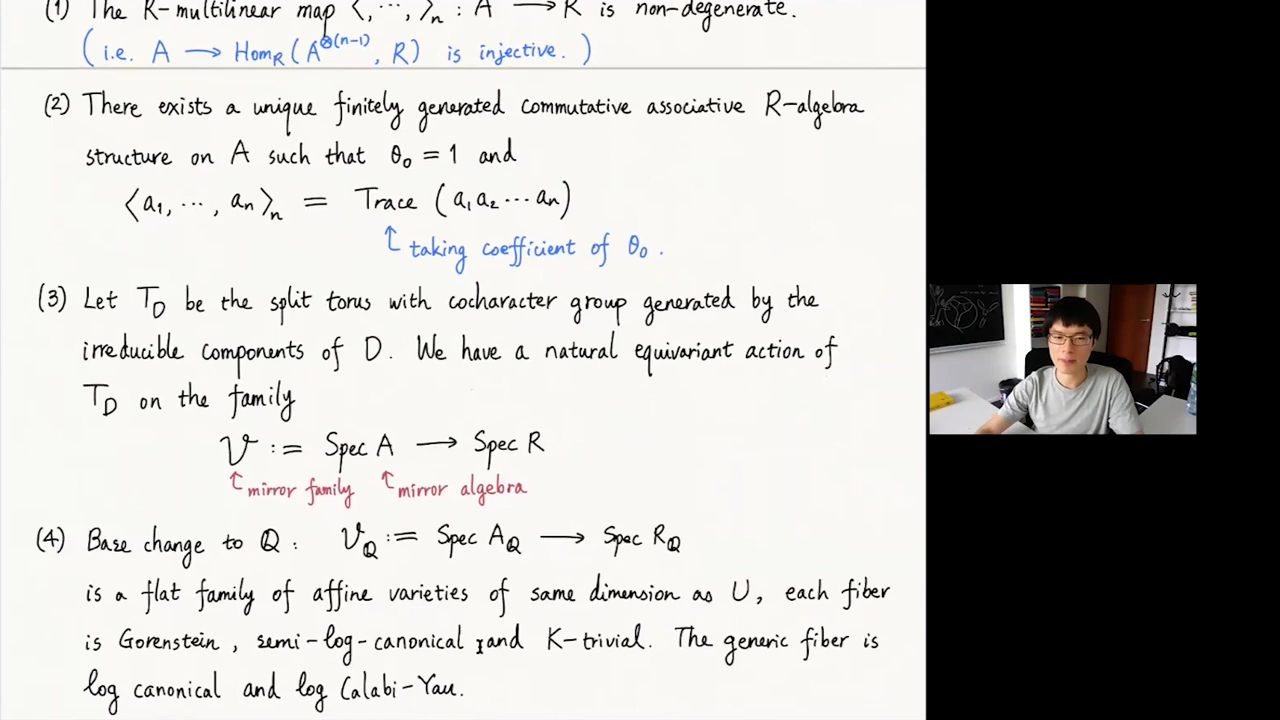 (1) The R-multilinear map ⟨,⋯,⟩ₙ : A → R is non-degenerate.
(i.e. A → Hom_R(A^{⊗(n-1)}, R) is injective.)
(2) There exists a unique finitely generated commutative associative R-algebra
structure on A such that θ₀ = 1 and
⟨a₁, ⋯, aₙ⟩ₙ = Trace (a₁a₂⋯aₙ)
↑ taking coefficient of θ₀.
(3) Let T_D be the split torus with cocharacter group generated by the
irreducible components of D. We have a natural equivariant action of
T_D on the family
𝒱 := Spec A → Spec R
↑ mirror family ↑ mirror algebra
(4) Base change to Q : 𝒱_Q := Spec A_Q → Spec R_Q
is a flat family of affine varieties of same dimension as U, each fiber
is Gorenstein, semi-log-canonical and K-trivial. The generic fiber is
log canonical and log Calabi-Yau.